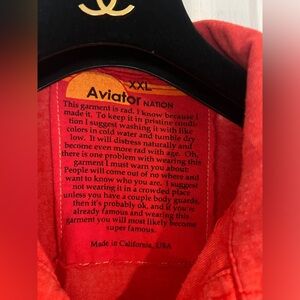 XXL
Aviator NATION
This garment is rad. I know because I
made it. To keep it in pristine condi-
tion I suggest washing it with like
colors in cold water and tumble dry
low. It will distress naturally and
become even more rad with age. Oh,
there is one problem with wearing this
garment I must warn you about:
People will come out of no where and
want to know who you are. I suggest
not wearing it in a crowded place
unless you have a couple body guards,
then it's probably ok, and if you're
already famous and wearing this
garment you will most likely become
super famous.
Made in California, USA